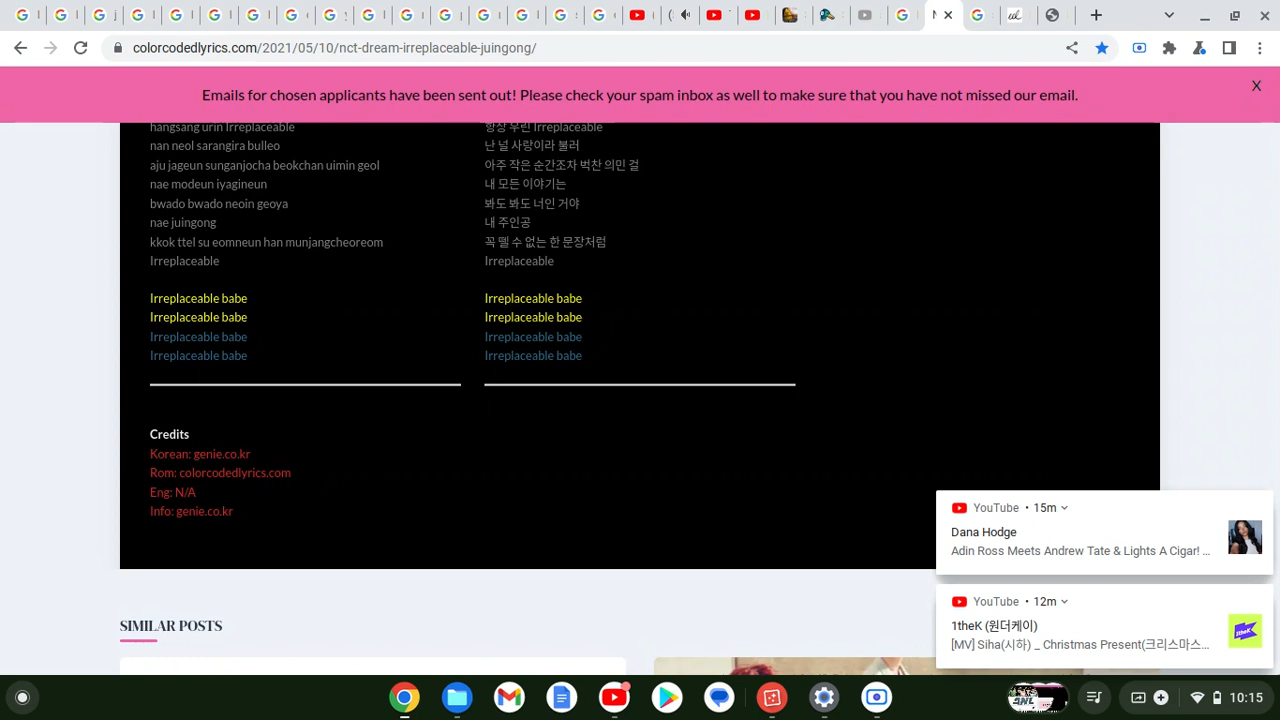 colorcodedlyrics.com/2021/05/10/nct-dream-irreplaceable-juingong/
Emails for chosen applicants have been sent out! Please check your spam inbox as well to make sure that you have not missed our email.
X
hangsang urin Irreplaceable
nan neol sarangira bulleo
aju jageun sunganjocha beokchan uimin geol
nae modeun iyagineun
bwado bwado neoin geoya
nae juingong
kkok ttel su eomneun han munjangcheoreom
Irreplaceable
Irreplaceable babe
Irreplaceable babe
Irreplaceable babe
Irreplaceable babe
항상 우린 Irreplaceable
난 널 사랑이라 불러
아주 작은 순간조차 벅찬 의민 걸
내 모든 이야기는
봐도 봐도 너인 거야
내 주인공
꼭 뗄 수 없는 한 문장처럼
Irreplaceable
Irreplaceable babe
Irreplaceable babe
Irreplaceable babe
Irreplaceable babe
Credits
Korean: genie.co.kr
Rom: colorcodedlyrics.com
Eng: N/A
Info: genie.co.kr
SIMILAR POSTS
YouTube • 15m
Dana Hodge
Adin Ross Meets Andrew Tate & Lights A Cigar! ...
YouTube • 12m
1theK (원더케이)
[MV] Siha(시하) _ Christmas Present(크리스마스...
10:15